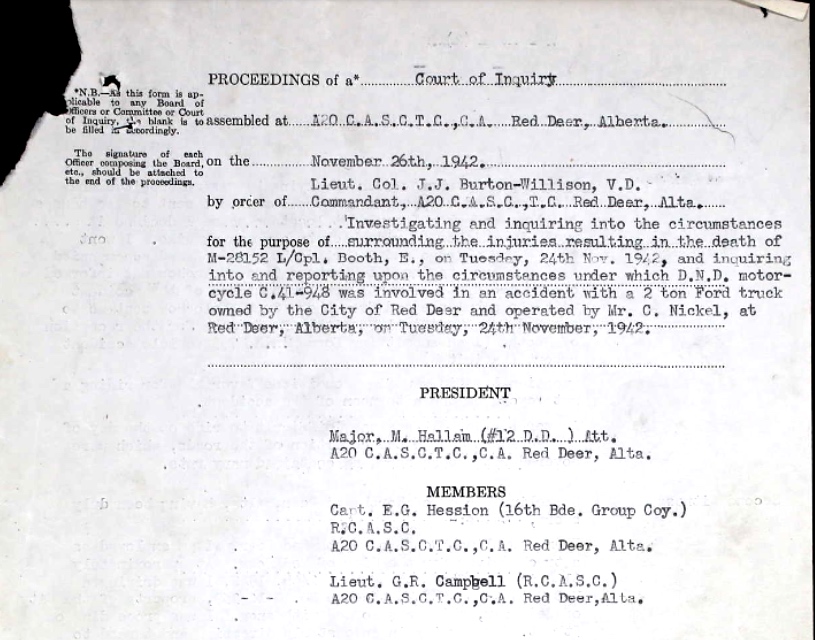 PROCEEDINGS of a* Court of Inquiry
*N.B.—As this form is ap-
plicable to any Board of
Officers or Committee or Court
of Inquiry, blank is to
be filled in accordingly.
assembled at A20 C.A.S.C.T.C.,C.A. Red Deer, Alberta.
The signature of each
Officer composing the Board,
etc., should be attached to
the end of the proceedings.
on the November 26th, 1942.
Lieut. Col. J.J. Burton-Willison, V.D.
by order of Commandant, A20 C.A.S.C.,T.C. Red Deer, Alta.
Investigating and inquiring into the circumstances
for the purpose of surrounding the injuries resulting in the death of
M-28152 L/Cpl. Booth, E., on Tuesday, 24th Nov. 1942, and inquiring
into and reporting upon the circumstances under which D.N.D. motor-
cycle C.41-948 was involved in an accident with a 2 ton Ford truck
owned by the City of Red Deer and operated by Mr. C. Nickel, at
Red Deer, Alberta, on Tuesday, 24th November, 1942.
PRESIDENT
Major, M. Hallam (#12 D.D. ) Att.
A20 C.A.S.C.T.C.,C.A. Red Deer, Alta.
MEMBERS
Capt. E.G. Hession (16th Bde. Group Coy.)
R.C.A.S.C.
A20 C.A.S.C.T.C.,C.A. Red Deer, Alta.
Lieut. G.R. Campbell (R.C.A.S.C.)
A20 C.A.S.C.T.C.,C.A. Red Deer,Alta.